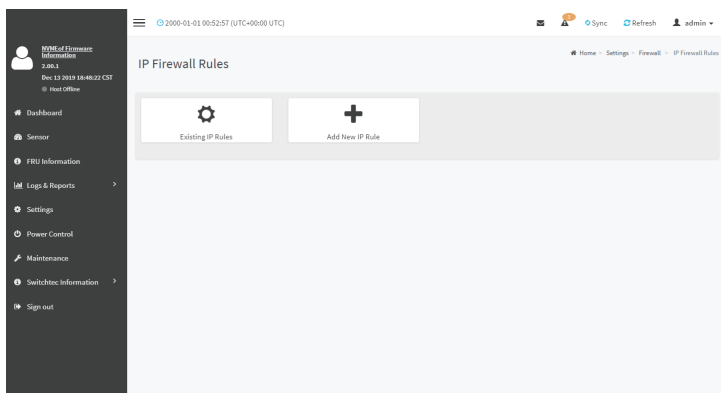 2000-01-01 00:52:57 (UTC+00:00 UTC)
Sync
Refresh
admin
NVMEof Firmware
Information
2.00.1
Dec 13 2019 18:48:22 CST
Host Offline
Dashboard
Sensor
FRU Information
Logs & Reports
Settings
Power Control
Maintenance
Switchtec Information
Sign out
IP Firewall Rules
Home > Settings > Firewall > IP Firewall Rules
Existing IP Rules
Add New IP Rule